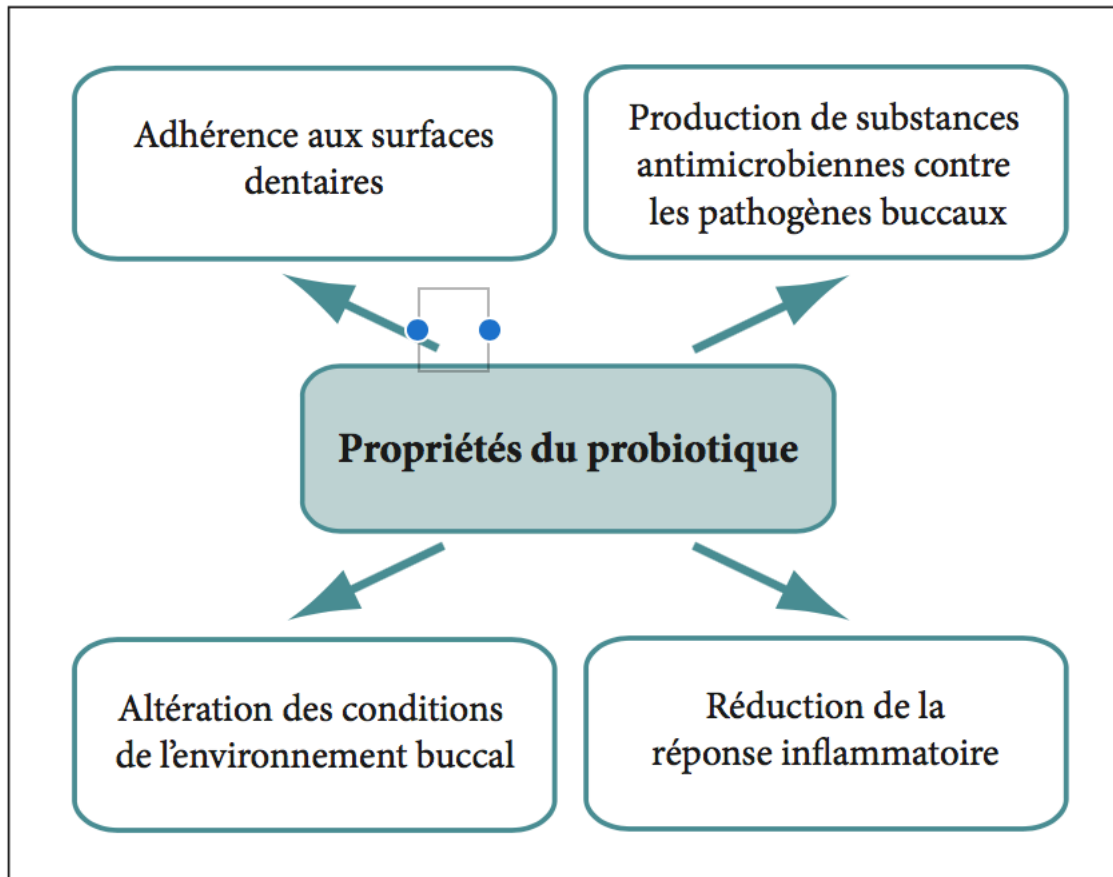 Adhérence aux surfaces
dentaires
Production de substances
antimicrobiennes contre
les pathogènes buccaux
Propriétés du probiotique
Altération des conditions
de l'environnement buccal
Réduction de la
réponse inflammatoire